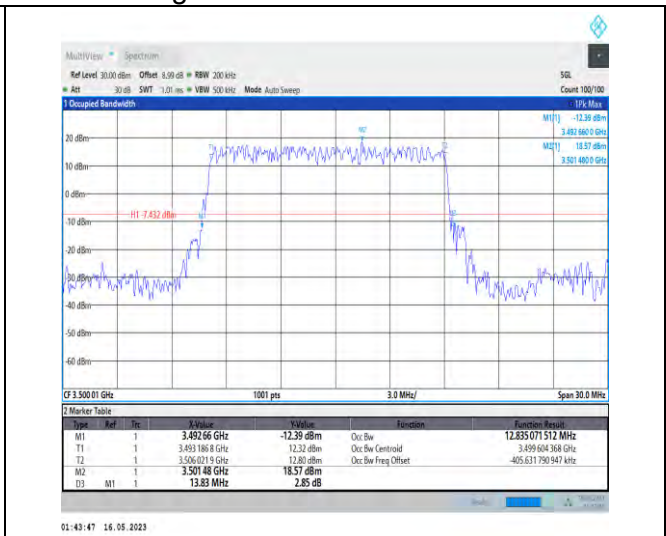 MultiView Spectrum
Ref Level 30.00 dBm Offset 8.99 dB RBW 200 kHz SGL
Att 30 dB SWT 1.01 ms VBW 500 kHz Mode Auto Sweep Count 100/100
1 Occupied Bandwidth 1Pk Max
M1[1] -12.39 dBm
3.492 660 0 GHz
M2[1] 18.57 dBm
3.501 480 0 GHz
20 dBm
10 dBm
0 dBm
H1 -7.432 dBm
-10 dBm
-20 dBm
-30 dBm
-40 dBm
-50 dBm
-60 dBm
CF 3.500 01 GHz 1001 pts 3.0 MHz/ Span 30.0 MHz
2 Marker Table
Type Ref Trc X-Value Y-Value Function Function Result
M1 1 3.492 66 GHz -12.39 dBm Occ Bw 12.835 071 512 MHz
T1 1 3.493 186 8 GHz 12.32 dBm Occ Bw Centroid 3.499 604 368 GHz
T2 1 3.506 021 9 GHz 12.80 dBm Occ Bw Freq Offset -405.631 790 947 kHz
M2 1 3.501 48 GHz 18.57 dBm
D3 M1 1 13.83 MHz 2.85 dB
01:43:47 16.05.2023